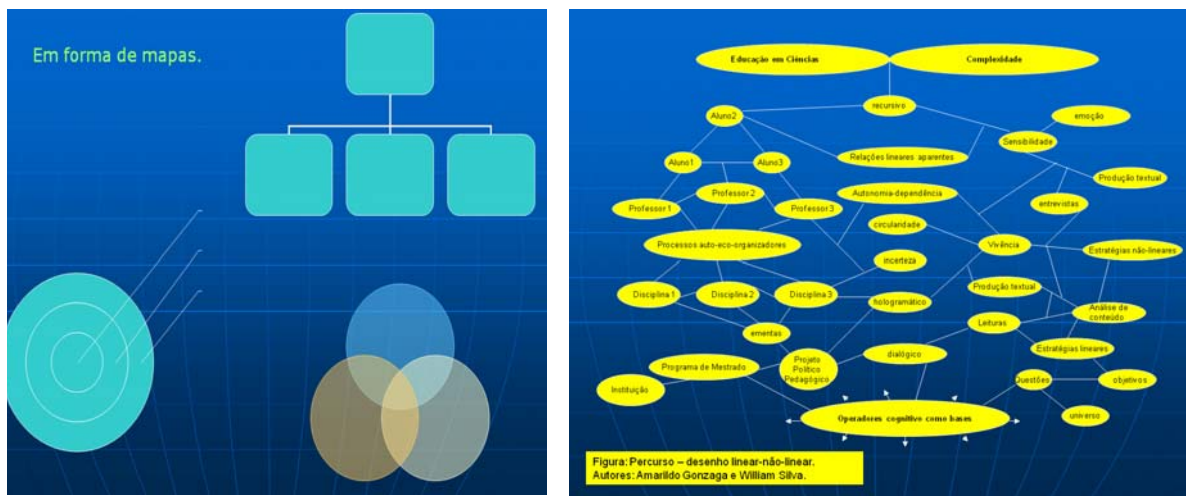 Em forma de mapas.
Educação em Ciências
Complexidade
recursivo
Aluno2
emoção
Sensibilidade
Relações lineares aparentes
Aluno1
Aluno3
Produção textual
Professor 2
Autonomia-dependência
Professor 1
Professor 3
entrevistas
circularidade
Processos auto-eco-organizadores
Vivência
Estratégias não-lineares
incerteza
Disciplina 1
Disciplina 2
Disciplina 3
hologramático
Produção textual
Análise de
conteúdo
Leituras
ementas
Estratégias lineares
dialógico
Projeto
Político
Pedagógico
Programa de Mestrado
Instituição
Questões
objetivos
universo
Operadores cognitivo como bases
Figura: Percurso – desenho linear-não-linear.
Autores: Amarildo Gonzaga e William Silva.